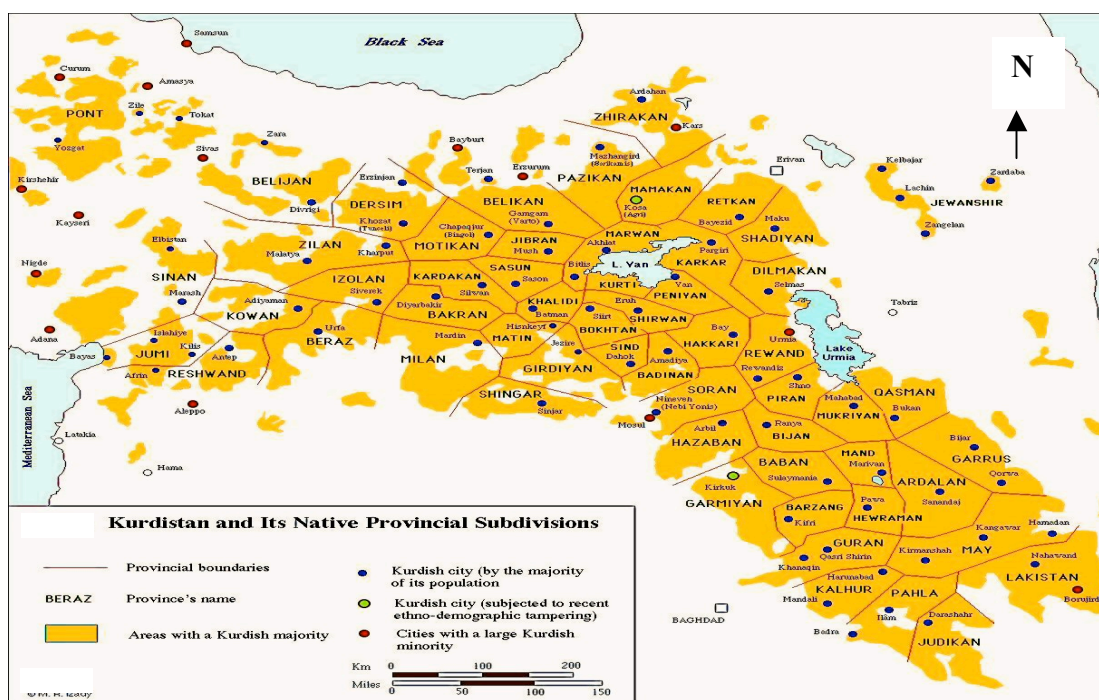 Samsun
Black Sea
N
Curum
Amasya
Ardahan
ZHIRAKAN
Kars
PONT
Zile
Tokat
Zara
Bayburt
Mazhangird
(Sarikamis)
Erivan
Kelbajar
Yozgat
Sivas
Erzurum
Zardaba
Kirshehir
BELIJAN
Erzinjan
Terjan
PAZIKAN
MAMAKAN
Lachin
JEWANSHIR
Kayseri
Divrigi
DERSIM
BELIKAN
Kosa
(Agri)
RETKAN
Zangelan
Khozat
(Tunceli)
Gamgam
(Varto)
Bayezid
Maku
Chapaqjur
(Bingol)
MARWAN
SHADIYAN
Elbistan
ZILAN
Kharput
MOTIKAN
JIBRAN
Mush
Akhlat
Pargiri
Malatya
Nigde
SINAN
IZOLAN
KARDAKAN
SASUN
Bitlis
L. Van
KARKAR
Van
DILMAKAN
Selmas
Marash
Adiyaman
Siverek
Diyarbakir
Silwan
Sason
KURTI
PENIYAN
Tabriz
KOWAN
BAKRAN
KHALIDI
Batman
Siirt
Eruh
SHIRWAN
Adana
Islahiye
Urfa
BERAZ
Hisnkeyf
BOKHTAN
Bay
Urmia
Lake
Urmia
Bayas
JUMI
Kilis
Antep
Mardin
MATIN
Jezire
SIND
Dahok
HAKKARI
REWAND
Afrin
RESHWAND
MILAN
GIRDIYAN
Amadiya
BADINAN
Rewandiz
Shno
QASMAN
Mediterranean Sea
Aleppo
SHINGAR
Sinjar
Nineveh
(Nebi Yonis)
SORAN
PIRAN
Mahabad
MUKRIYAN
Bukan
Mosul
Arbil
Ranya
Latakia
HAZABAN
BIJAN
Bijar
Hama
BABAN
MAND
Marivan
GARRUS
Kirkuk
Sulaymania
ARDALAN
Qorwa
GARMIYAN
Sanandaj
BARZANG
Pawa
HEWRAMAN
Kifri
Kangawar
Hamadan
GURAN
Qasri Shirin
Kirmanshah
MAY
Nahawand
Khanaqin
Harunabad
LAKISTAN
KALHUR
PAHLA
Borujird
Mandali
BAGHDAD
Ilām
Darashahr
Badra
JUDIKAN
Kurdistan and Its Native Provincial Subdivisions
Provincial boundaries
BERAZ Province's name
Areas with a Kurdish majority
Kurdish city (by the majority
of its population)
Kurdish city (subjected to recent
ethno-demographic tampering)
Cities with a large Kurdish
minority
Km 0 100 200
Miles 0 50 100 150
© M. R. Izady